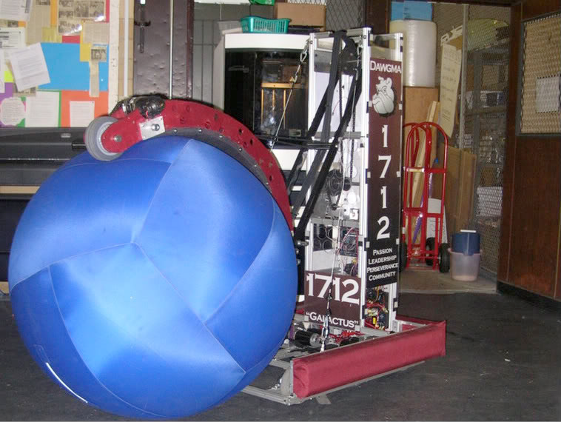 DAWGMA
1
7
1
2
PASSION
LEADERSHIP
PERSEVERANCE
COMMUNITY
1712
"GALACTUS"